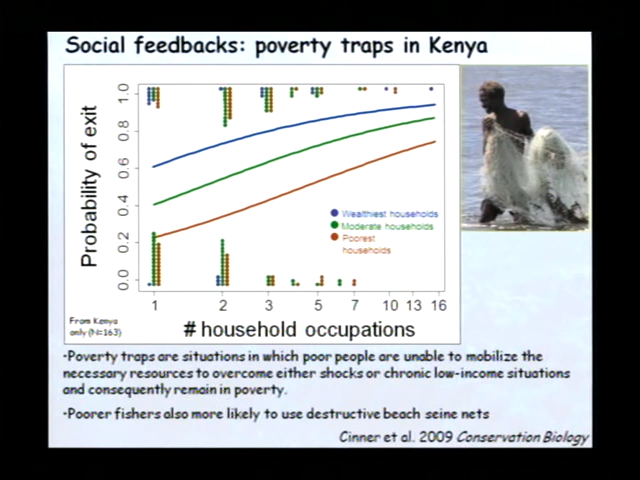 Social feedbacks: poverty traps in Kenya
Probability of exit
1.0
0.8
0.6
0.4
0.2
0.0
Wealthiest households
Moderate households
Poorest
households
1 2 3 5 7 10 13 16
# household occupations
From Kenya
only (N=163)
•Poverty traps are situations in which poor people are unable to mobilize the
necessary resources to overcome either shocks or chronic low-income situations
and consequently remain in poverty.
•Poorer fishers also more likely to use destructive beach seine nets
Cinner et al. 2009 Conservation Biology